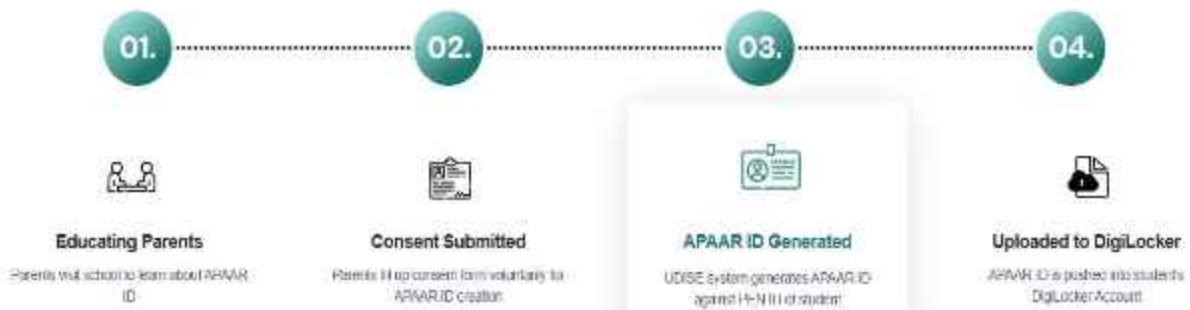 01.
02.
03.
04.
Educating Parents
Consent Submitted
APAAR ID Generated
Uploaded to DigiLocker
Parents visit school to learn about APAAR
ID
Parents fill up consent form voluntarily for
APAAR ID creation
UDISE system generates APAAR ID
against PEN ID of student
APAAR ID is pushed into students
DigiLocker Account